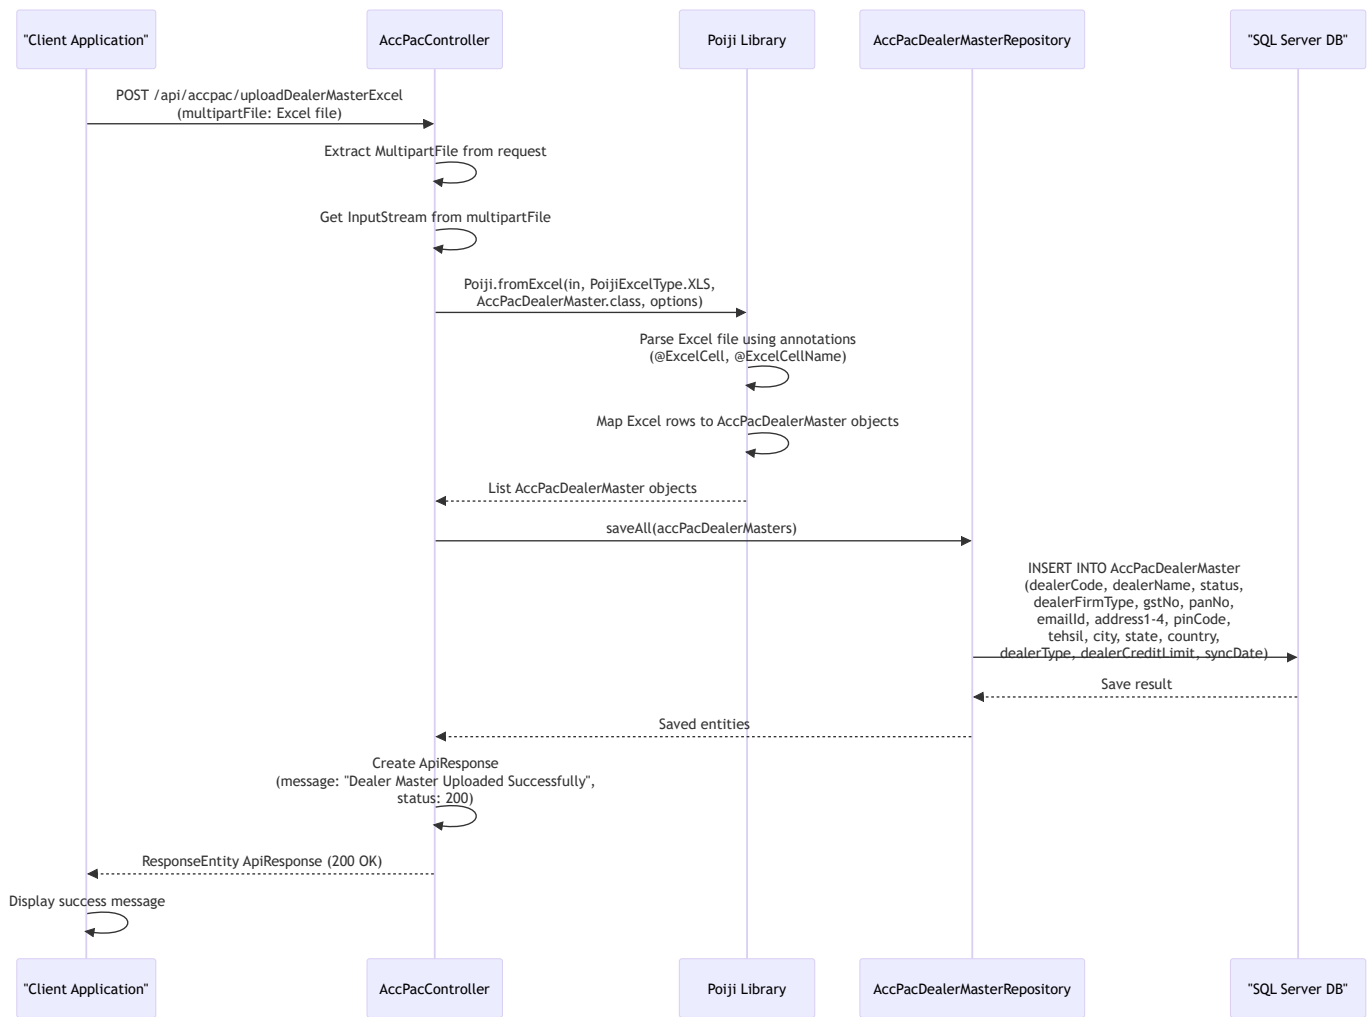 "Client Application"
AccPacController
Poiji Library
AccPacDealerMasterRepository
"SQL Server DB"
POST /api/accpac/uploadDealerMasterExcel
(multipartFile: Excel file)
Extract MultipartFile from request
Get InputStream from multipartFile
Poiji.fromExcel(in, PoijiExcelType.XLS,
AccPacDealerMaster.class, options)
Parse Excel file using annotations
(@ExcelCell, @ExcelCellName)
Map Excel rows to AccPacDealerMaster objects
List AccPacDealerMaster objects
saveAll(accPacDealerMasters)
INSERT INTO AccPacDealerMaster
(dealerCode, dealerName, status,
dealerFirmType, gstNo, panNo,
emailId, address1-4, pinCode,
tehsil, city, state, country,
dealerType, dealerCreditLimit, syncDate)
Save result
Saved entities
Create ApiResponse
(message: "Dealer Master Uploaded Successfully",
status: 200)
ResponseEntity ApiResponse (200 OK)
Display success message
"Client Application"
AccPacController
Poiji Library
AccPacDealerMasterRepository
"SQL Server DB"